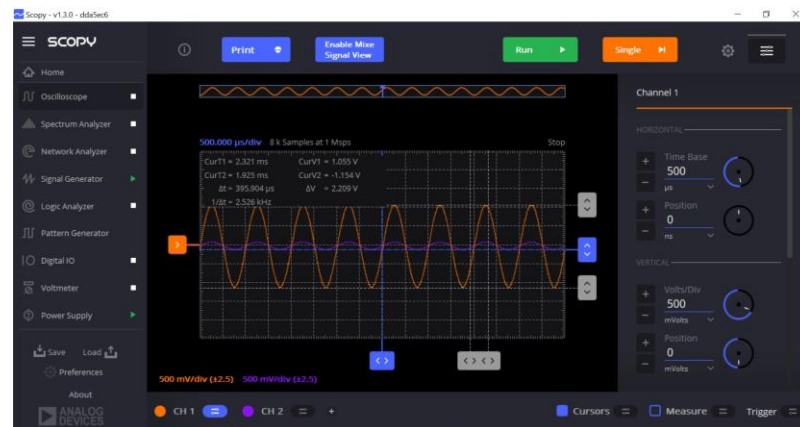 Scopy - v1.3.0 - dda5ec6
SCOPY
Print
Enable Mixe
Signal View
Run
Single
Home
Oscilloscope
Spectrum Analyzer
Network Analyzer
Signal Generator
Logic Analyzer
Pattern Generator
Digital IO
Voltmeter
Power Supply
Save Load
Preferences
About
ANALOG
DEVICES
500.000 µs/div 8 k Samples at 1 Msps Stop
CurT1 = 2.321 ms CurV1 = 1.055 V
CurT2 = 1.925 ms CurV2 = -1.154 V
Δt = 395.904 µs ΔV = 2.209 V
1/Δt = 2.526 kHz
500 mV/div (±2.5) 500 mV/div (±2.5)
CH 1 CH 2 +
Cursors Measure Trigger
Channel 1
HORIZONTAL
+ Time Base
500
- µs
+ Position
0
- ns
VERTICAL
+ Volts/Div
500
- mVolts
+ Position
0
- mVolts